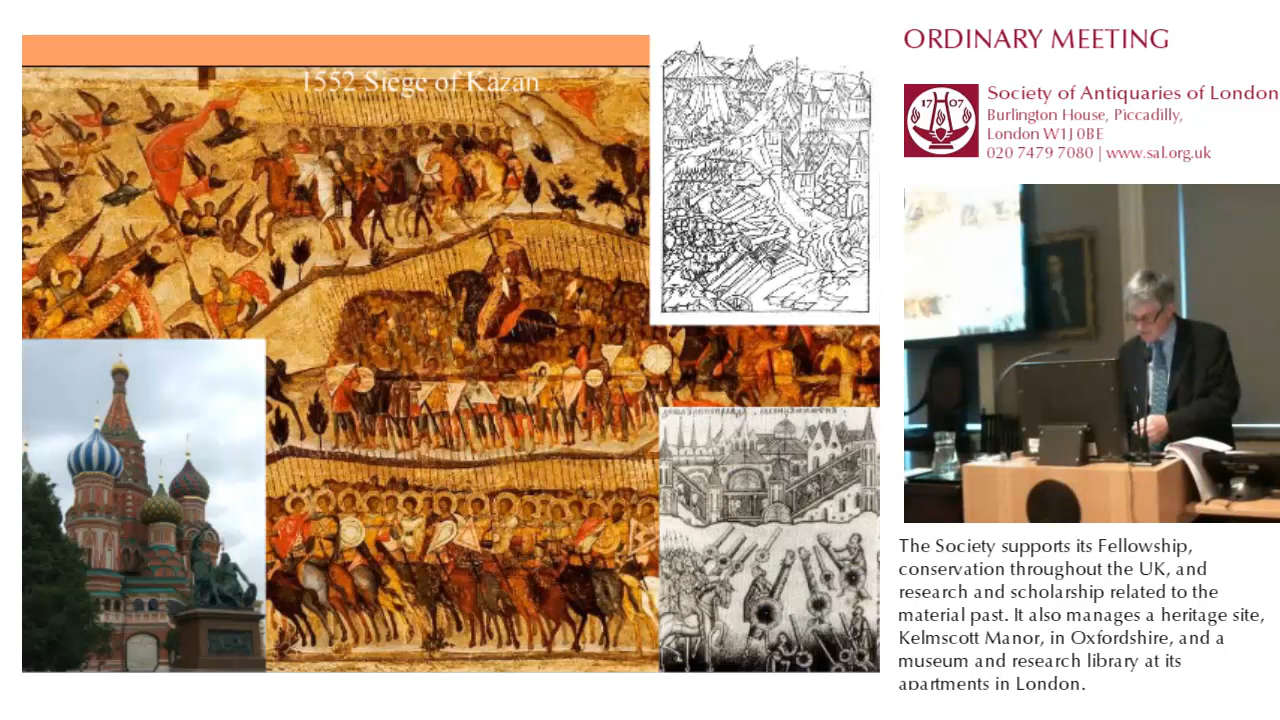 1552 Siege of Kazan
ORDINARY MEETING
17 07
Society of Antiquaries of London
Burlington House, Piccadilly,
London W1J 0BE
020 7479 7080 | www.sal.org.uk
The Society supports its Fellowship,
conservation throughout the UK, and
research and scholarship related to the
material past. It also manages a heritage site,
Kelmscott Manor, in Oxfordshire, and a
museum and research library at its
apartments in London.